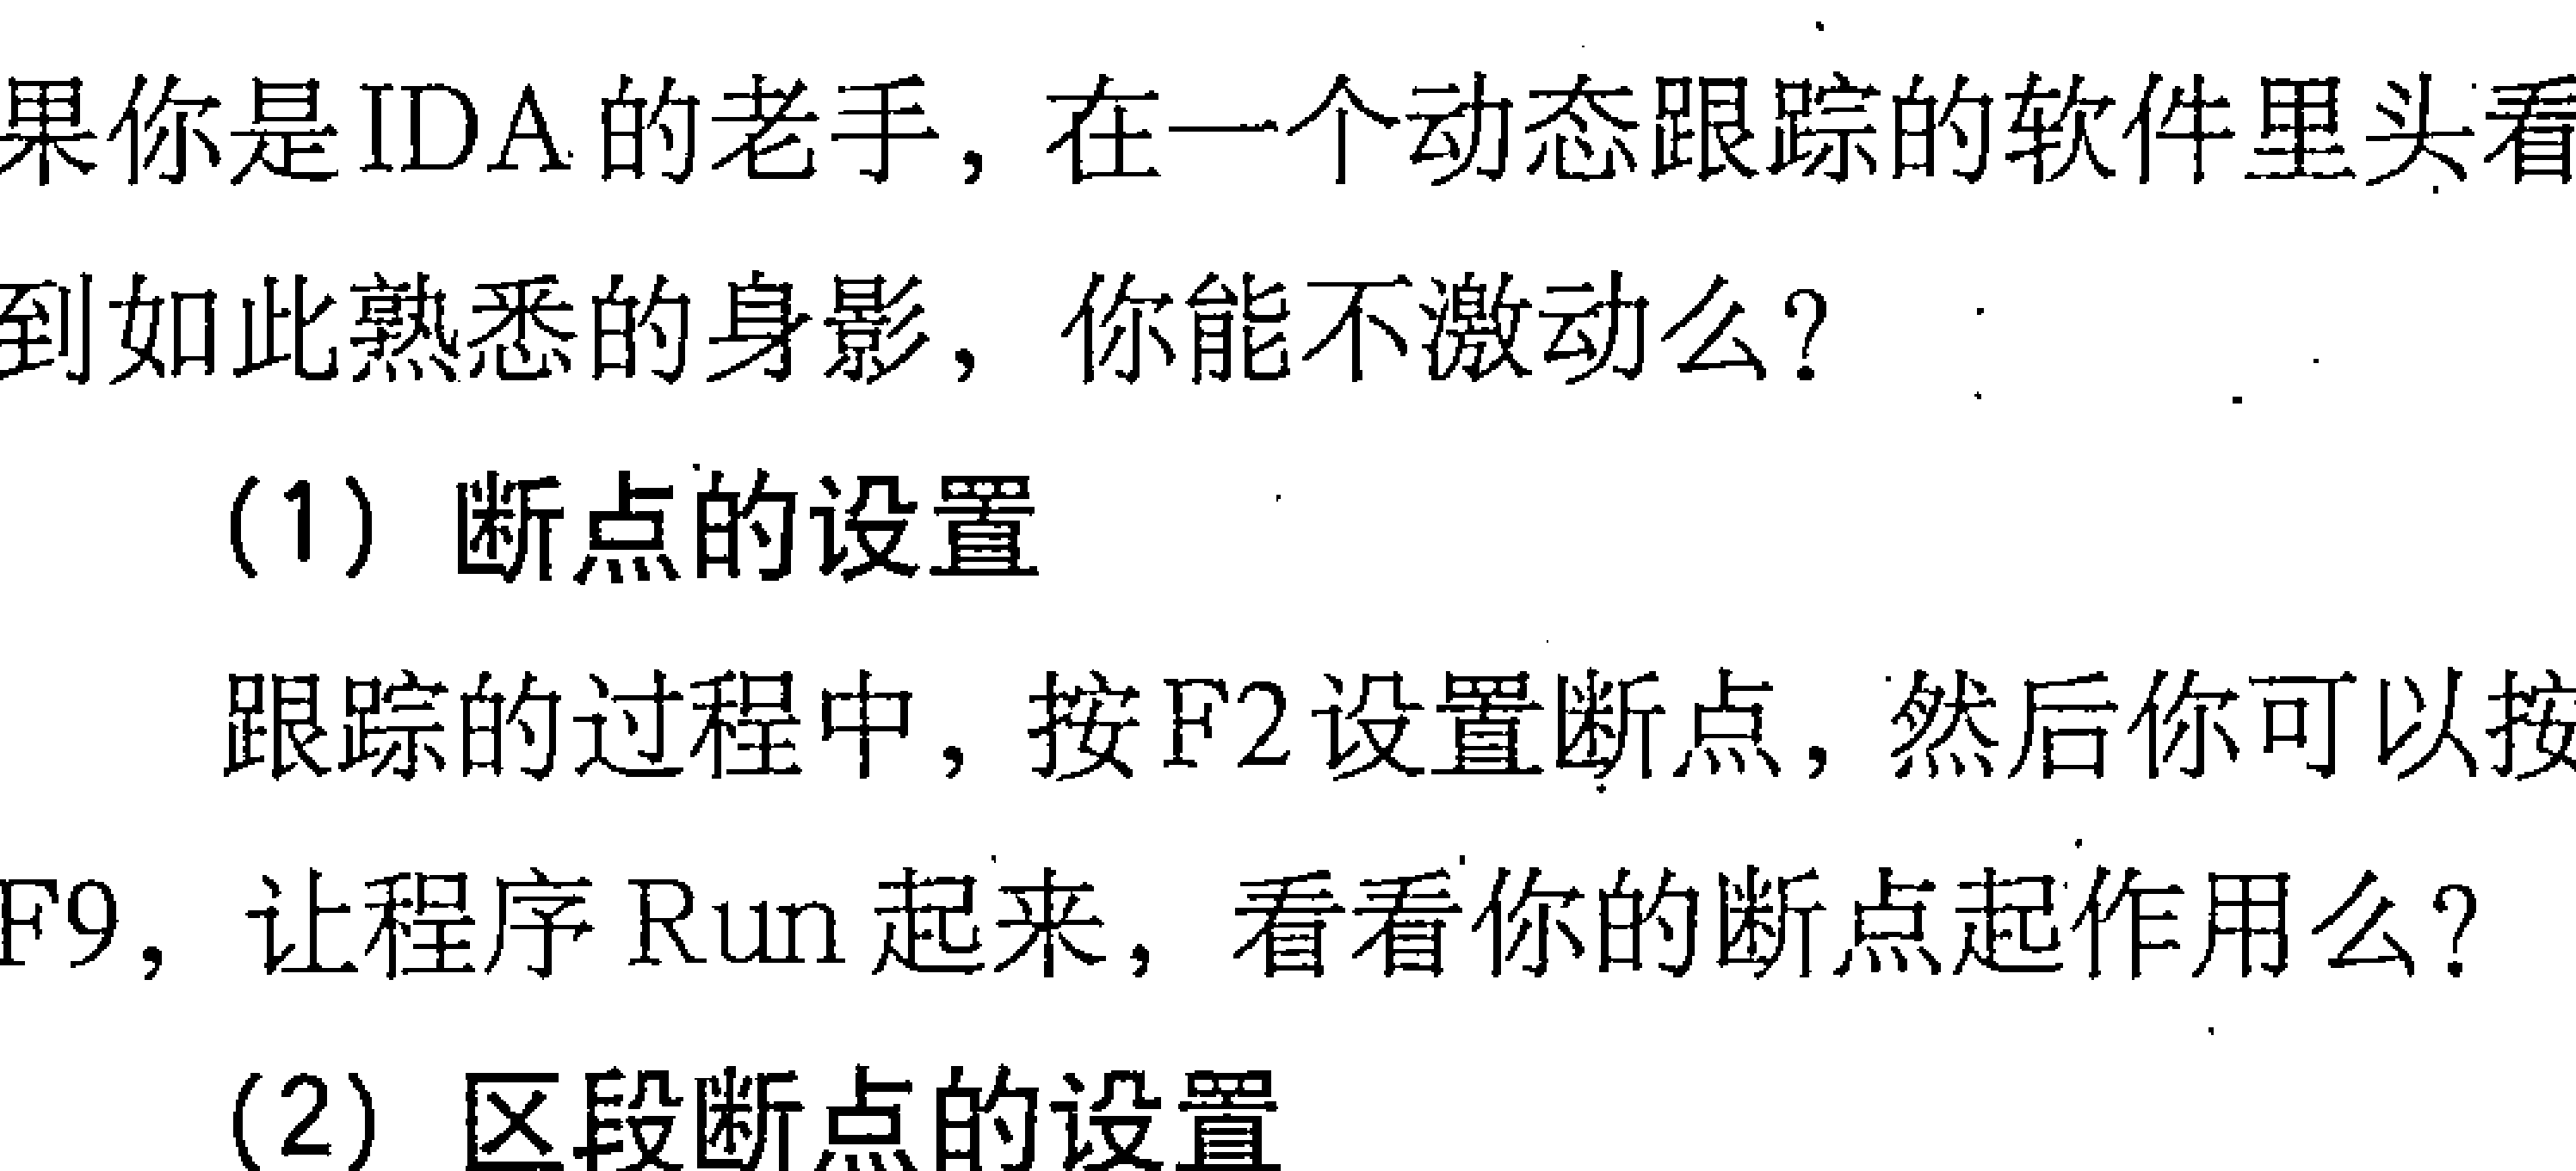 果你是IDA的老手，在一个动态跟踪的软件里头看
到如此熟悉的身影，你能不激动么？
（1）断点的设置
跟踪的过程中，按F2设置断点，然后你可以按
F9，让程序Run起来，看看你的断点起作用么？
（2）区段断点的设置